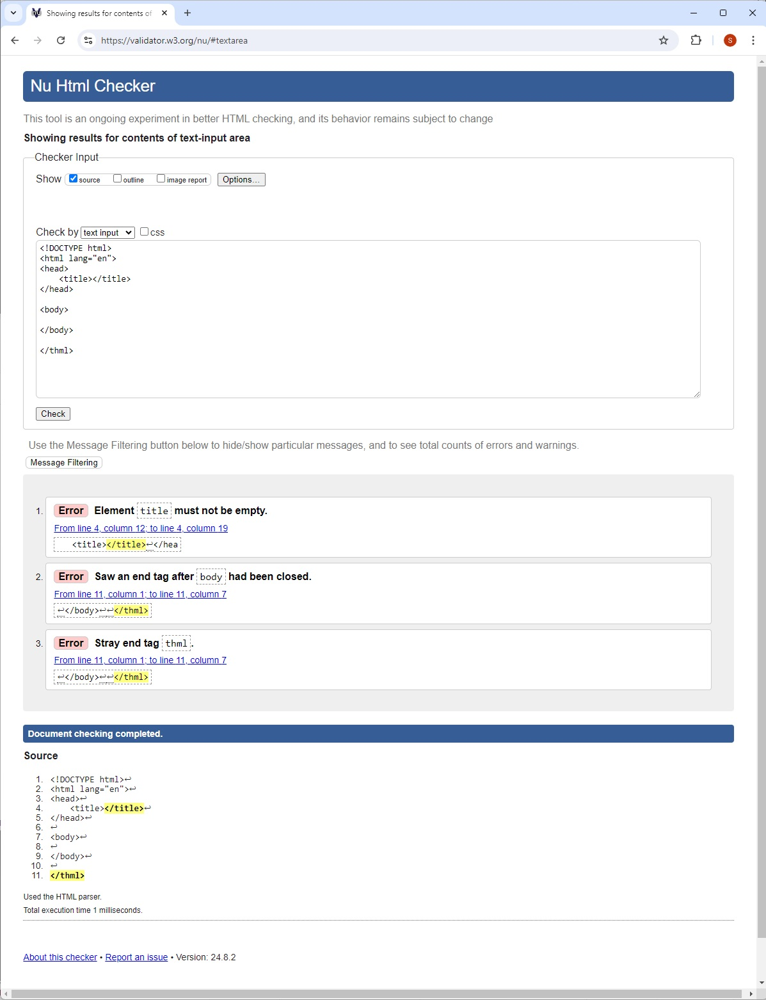 Showing results for contents of
https://validator.w3.org/nu/#textarea
S
Nu Html Checker
This tool is an ongoing experiment in better HTML checking, and its behavior remains subject to change
Showing results for contents of text-input area
Checker Input
Show source outline image report Options...
Check by text input css
<!DOCTYPE html>
<html lang="en">
<head>
    <title></title>
</head>
<body>
</body>
</thml>
Check
Use the Message Filtering button below to hide/show particular messages, and to see total counts of errors and warnings.
Message Filtering
1. Error Element title must not be empty.
From line 4, column 12; to line 4, column 19
<title></title>↩</hea
2. Error Saw an end tag after body had been closed.
From line 11, column 1; to line 11, column 7
↩</body>↩↩</thml>
3. Error Stray end tag thml.
From line 11, column 1; to line 11, column 7
↩</body>↩↩</thml>
Document checking completed.
Source
1. <!DOCTYPE html>↩
2. <html lang="en">↩
3. <head>↩
4.     <title></title>↩
5. </head>↩
6. ↩
7. <body>↩
8. ↩
9. </body>↩
10. ↩
11. </thml>
Used the HTML parser.
Total execution time 1 milliseconds.
About this checker • Report an issue • Version: 24.8.2